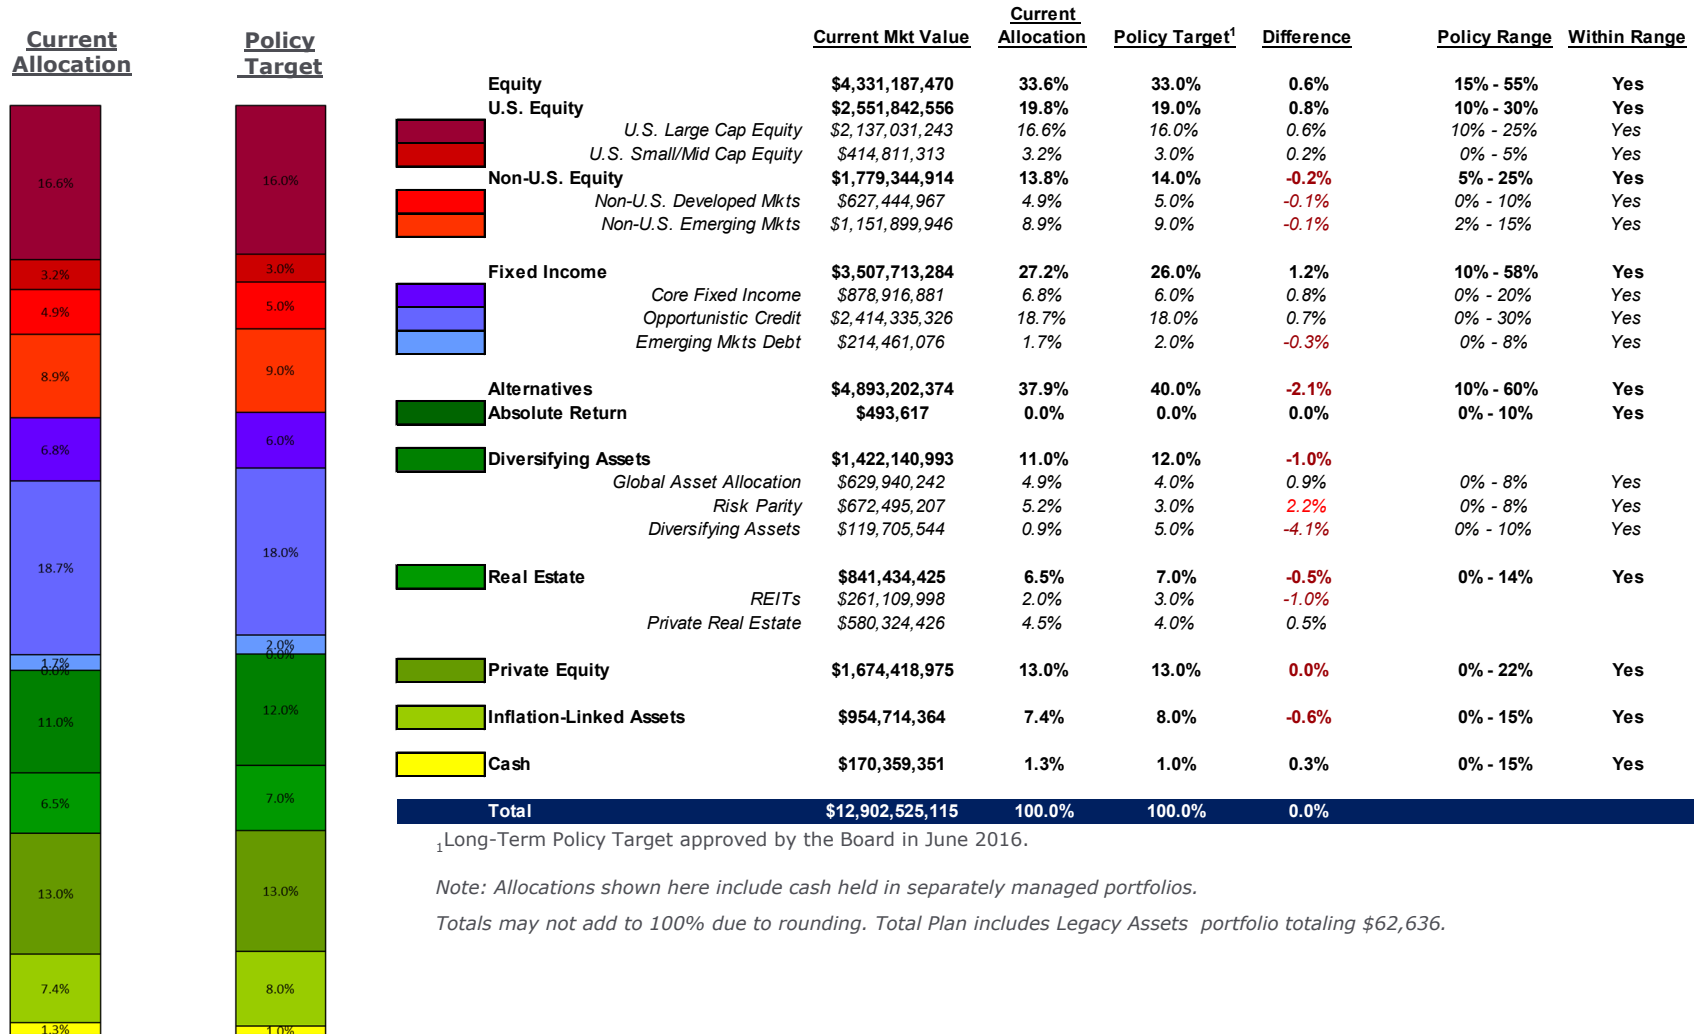 Current Allocation
Policy Target
16.6%
3.2%
4.9%
8.9%
6.8%
18.7%
1.7%
0.0%
11.0%
6.5%
13.0%
7.4%
1.3%
16.0%
3.0%
5.0%
9.0%
6.0%
18.0%
2.0%
0.0%
12.0%
7.0%
13.0%
8.0%
1.0%
Current Mkt Value Current Allocation Policy Target1 Difference Policy Range Within Range
Equity $4,331,187,470 33.6% 33.0% 0.6% 15% - 55% Yes
U.S. Equity $2,551,842,556 19.8% 19.0% 0.8% 10% - 30% Yes
U.S. Large Cap Equity $2,137,031,243 16.6% 16.0% 0.6% 10% - 25% Yes
U.S. Small/Mid Cap Equity $414,811,313 3.2% 3.0% 0.2% 0% - 5% Yes
Non-U.S. Equity $1,779,344,914 13.8% 14.0% -0.2% 5% - 25% Yes
Non-U.S. Developed Mkts $627,444,967 4.9% 5.0% -0.1% 0% - 10% Yes
Non-U.S. Emerging Mkts $1,151,899,946 8.9% 9.0% -0.1% 2% - 15% Yes
Fixed Income $3,507,713,284 27.2% 26.0% 1.2% 10% - 58% Yes
Core Fixed Income $878,916,881 6.8% 6.0% 0.8% 0% - 20% Yes
Opportunistic Credit $2,414,335,326 18.7% 18.0% 0.7% 0% - 30% Yes
Emerging Mkts Debt $214,461,076 1.7% 2.0% -0.3% 0% - 8% Yes
Alternatives $4,893,202,374 37.9% 40.0% -2.1% 10% - 60% Yes
Absolute Return $493,617 0.0% 0.0% 0.0% 0% - 10% Yes
Diversifying Assets $1,422,140,993 11.0% 12.0% -1.0%
Global Asset Allocation $629,940,242 4.9% 4.0% 0.9% 0% - 8% Yes
Risk Parity $672,495,207 5.2% 3.0% 2.2% 0% - 8% Yes
Diversifying Assets $119,705,544 0.9% 5.0% -4.1% 0% - 10% Yes
Real Estate $841,434,425 6.5% 7.0% -0.5% 0% - 14% Yes
REITs $261,109,998 2.0% 3.0% -1.0%
Private Real Estate $580,324,426 4.5% 4.0% 0.5%
Private Equity $1,674,418,975 13.0% 13.0% 0.0% 0% - 22% Yes
Inflation-Linked Assets $954,714,364 7.4% 8.0% -0.6% 0% - 15% Yes
Cash $170,359,351 1.3% 1.0% 0.3% 0% - 15% Yes
Total $12,902,525,115 100.0% 100.0% 0.0%
1Long-Term Policy Target approved by the Board in June 2016.
Note: Allocations shown here include cash held in separately managed portfolios.
Totals may not add to 100% due to rounding. Total Plan includes Legacy Assets portfolio totaling $62,636.